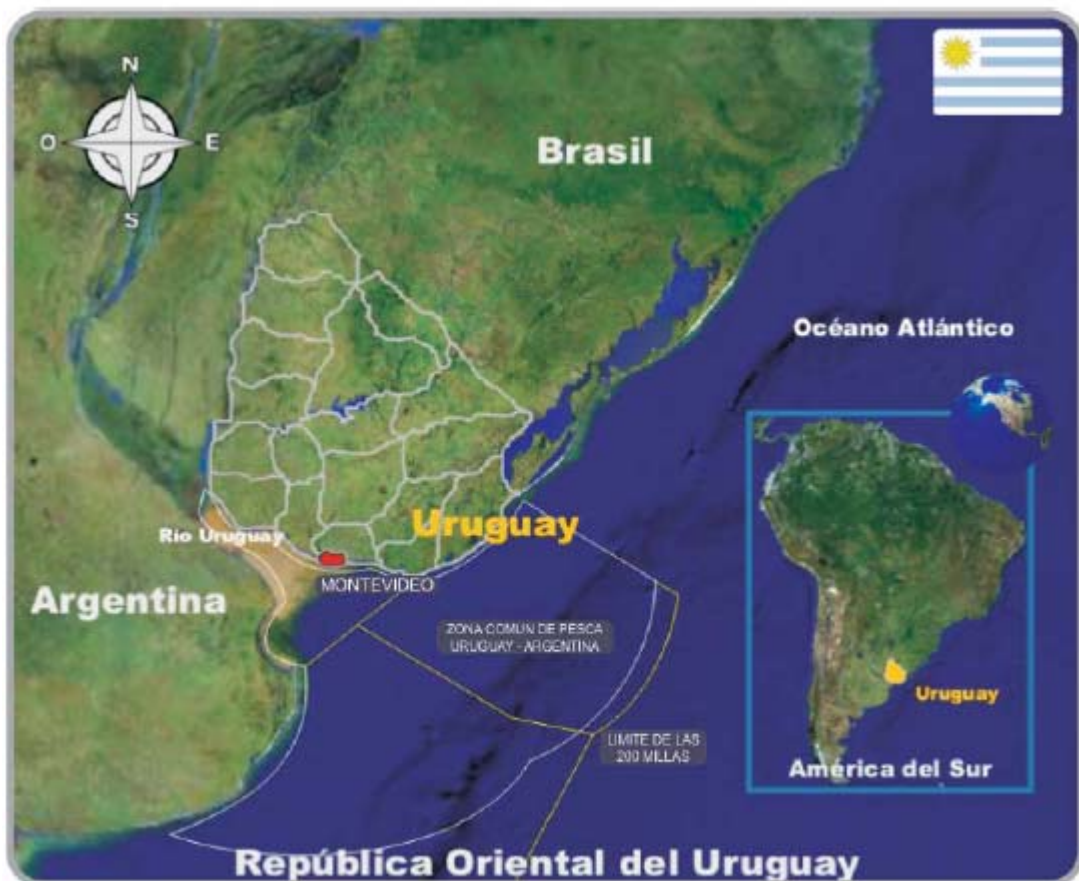 N
O
E
S
Brasil
Océano Atlántico
Río Uruguay
Uruguay
MONTEVIDEO
Argentina
ZONA COMUN DE PESCA
URUGUAY - ARGENTINA
LIMITE DE LAS
200 MILLAS
Uruguay
América del Sur
República Oriental del Uruguay